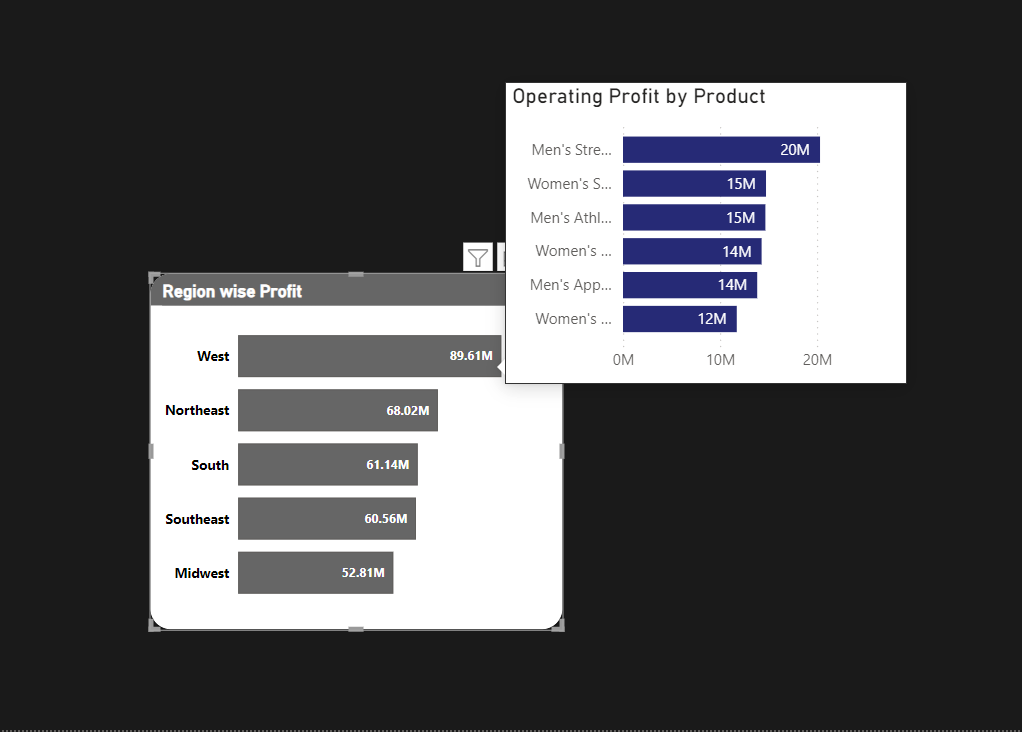 Operating Profit by Product
Men's Stre... 20M
Women's S... 15M
Men's Athl... 15M
Women's ... 14M
Men's App... 14M
Women's ... 12M
0M 10M 20M
Region wise Profit
West 89.61M
Northeast 68.02M
South 61.14M
Southeast 60.56M
Midwest 52.81M